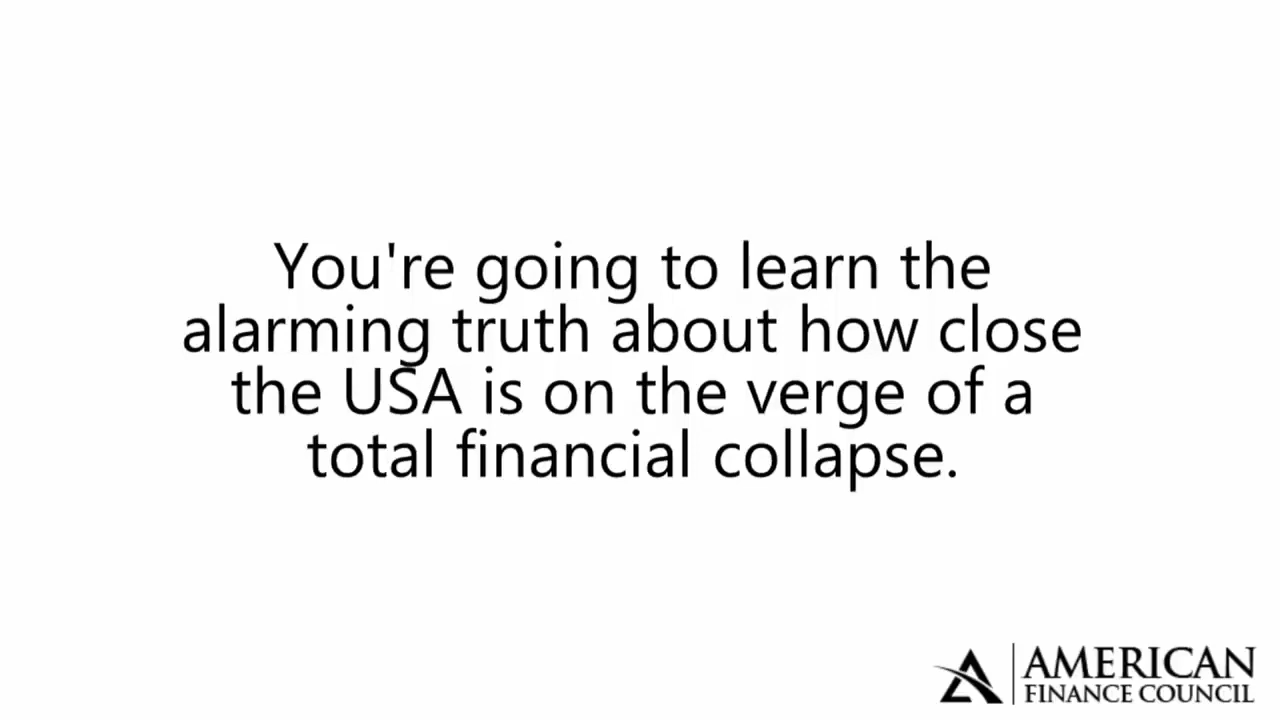 You're going to learn the
alarming truth about how close
the USA is on the verge of a
total financial collapse.
AMERICAN
FINANCE COUNCIL